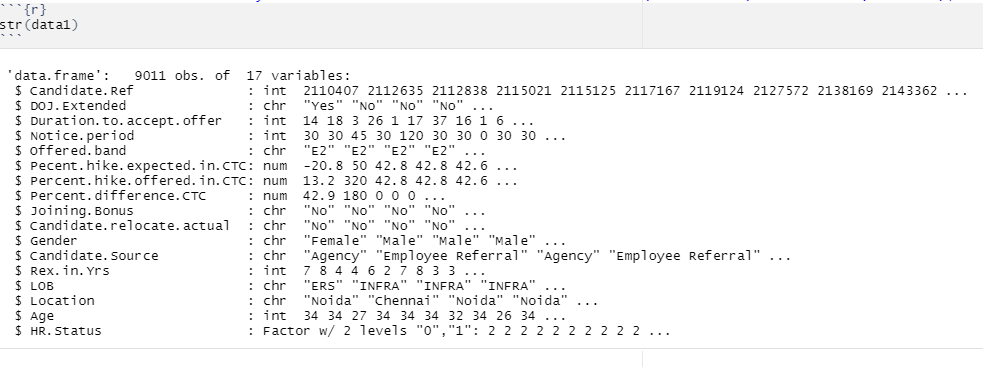 ```{r}
str(data1)
```
'data.frame': 9011 obs. of 17 variables:
$ Candidate.Ref : int 2110407 2112635 2112838 2115021 2115125 2117167 2119124 2127572 2138169 2143362 ...
$ DOJ.Extended : chr "Yes" "No" "No" "No" ...
$ Duration.to.accept.offer : int 14 18 3 26 1 17 37 16 1 6 ...
$ Notice.period : int 30 30 45 30 120 30 30 0 30 30 ...
$ Offered.band : chr "E2" "E2" "E2" "E2" ...
$ Pecent.hike.expected.in.CTC: num -20.8 50 42.8 42.8 42.6 ...
$ Percent.hike.offered.in.CTC: num 13.2 320 42.8 42.8 42.6 ...
$ Percent.difference.CTC : num 42.9 180 0 0 0 ...
$ Joining.Bonus : chr "No" "No" "No" "No" ...
$ Candidate.relocate.actual : chr "No" "No" "No" "No" ...
$ Gender : chr "Female" "Male" "Male" "Male" ...
$ Candidate.Source : chr "Agency" "Employee Referral" "Agency" "Employee Referral" ...
$ Rex.in.Yrs : int 7 8 4 4 6 2 7 8 3 3 ...
$ LOB : chr "ERS" "INFRA" "INFRA" "INFRA" ...
$ Location : chr "Noida" "Chennai" "Noida" "Noida" ...
$ Age : int 34 34 27 34 34 34 32 34 26 34 ...
$ HR.Status : Factor w/ 2 levels "0","1": 2 2 2 2 2 2 2 2 2 2 ...